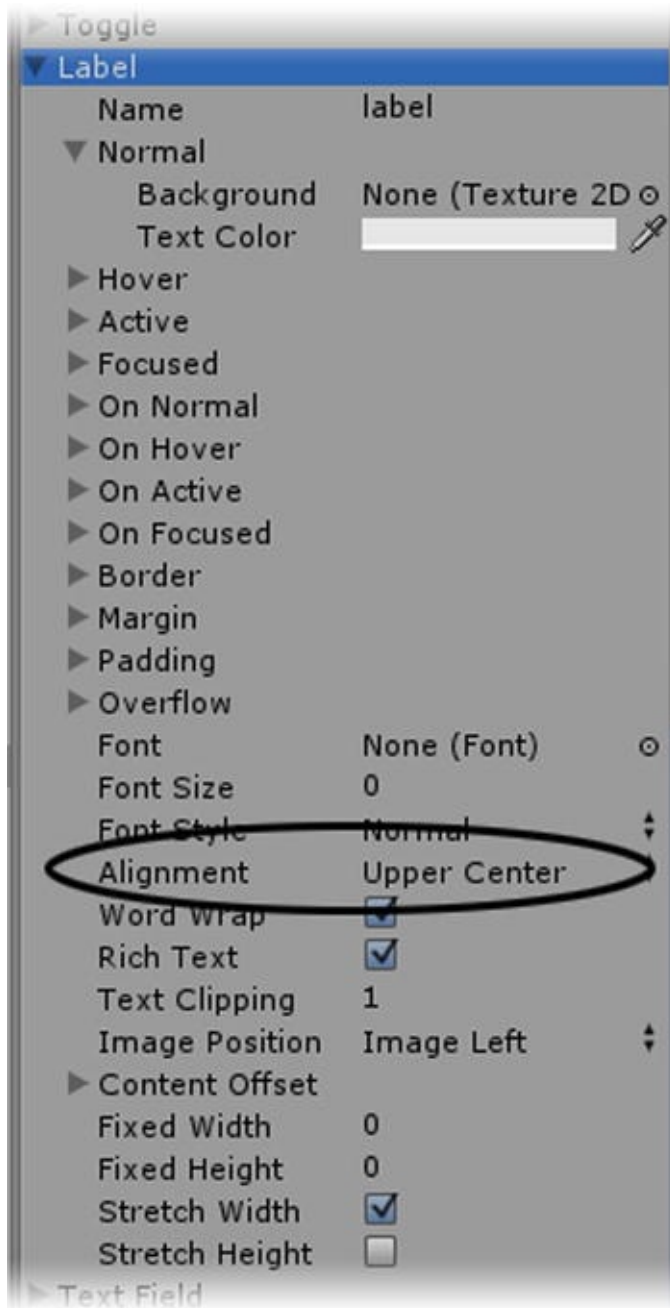 Toggle
Label
Name label
Normal
Background None (Texture 2D
Text Color
Hover
Active
Focused
On Normal
On Hover
On Active
On Focused
Border
Margin
Padding
Overflow
Font None (Font)
Font Size 0
Font Style Normal
Alignment Upper Center
Word Wrap
Rich Text
Text Clipping 1
Image Position Image Left
Content Offset
Fixed Width 0
Fixed Height 0
Stretch Width
Stretch Height
Text Field